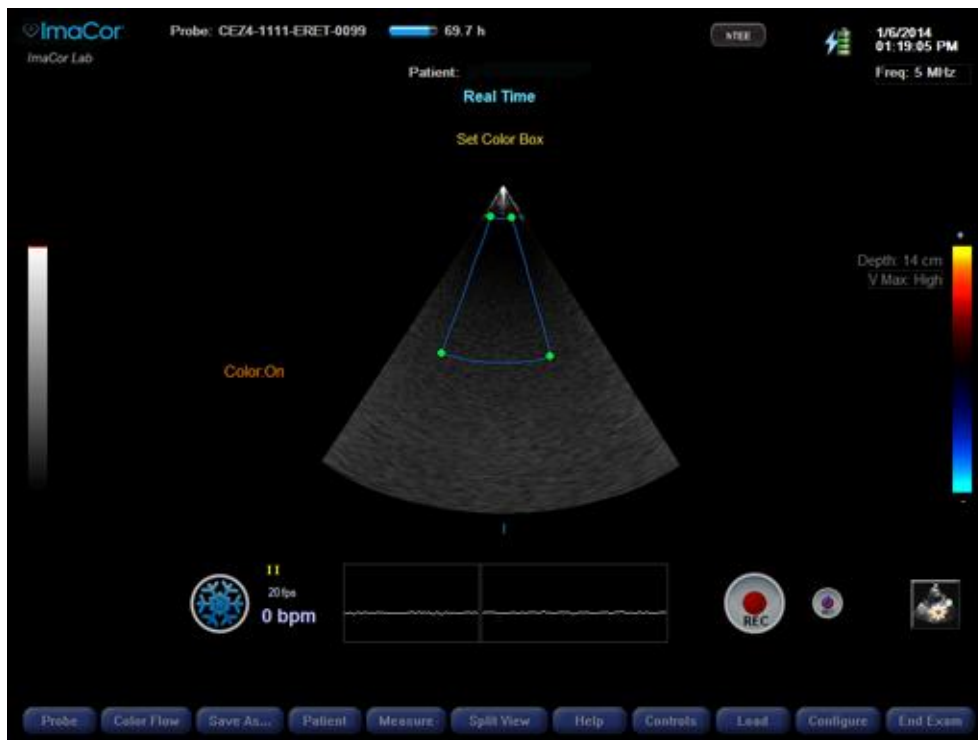 ImaCor
Probe: CEZ4-1111-ERET-0099
69.7 h
hTEE
1/6/2014
01:19:05 PM
ImaCor Lab
Patient:
Freq: 5 MHz
Real Time
Set Color Box
+
Depth: 14 cm
V Max: High
Color:On
-
II
20 fps
0 bpm
REC
Probe
Color Flow
Save As...
Patient
Measure
Split View
Help
Controls
Load
Configure
End Exam